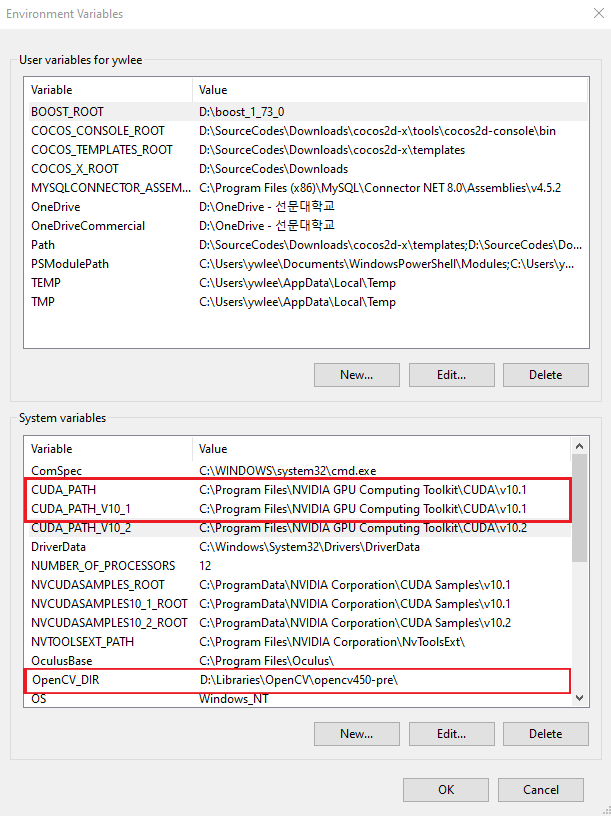 Environment Variables
User variables for ywlee
Variable Value
BOOST_ROOT D:\boost_1_73_0
COCOS_CONSOLE_ROOT D:\SourceCodes\Downloads\cocos2d-x\tools\cocos2d-console\bin
COCOS_TEMPLATES_ROOT D:\SourceCodes\Downloads\cocos2d-x\templates
COCOS_X_ROOT D:\SourceCodes\Downloads
MYSQLCONNECTOR_ASSEM... C:\Program Files (x86)\MySQL\Connector NET 8.0\Assemblies\v4.5.2
OneDrive D:\OneDrive - 선문대학교
OneDriveCommercial D:\OneDrive - 선문대학교
Path D:\SourceCodes\Downloads\cocos2d-x\templates;D:\SourceCodes\Do...
PSModulePath C:\Users\ywlee\Documents\WindowsPowerShell\Modules;C:\Users\y...
TEMP C:\Users\ywlee\AppData\Local\Temp
TMP C:\Users\ywlee\AppData\Local\Temp
New... Edit... Delete
System variables
Variable Value
ComSpec C:\WINDOWS\system32\cmd.exe
CUDA_PATH C:\Program Files\NVIDIA GPU Computing Toolkit\CUDA\v10.1
CUDA_PATH_V10_1 C:\Program Files\NVIDIA GPU Computing Toolkit\CUDA\v10.1
CUDA_PATH_V10_2 C:\Program Files\NVIDIA GPU Computing Toolkit\CUDA\v10.2
DriverData C:\Windows\System32\Drivers\DriverData
NUMBER_OF_PROCESSORS 12
NVCUDASAMPLES_ROOT C:\ProgramData\NVIDIA Corporation\CUDA Samples\v10.1
NVCUDASAMPLES10_1_ROOT C:\ProgramData\NVIDIA Corporation\CUDA Samples\v10.1
NVCUDASAMPLES10_2_ROOT C:\ProgramData\NVIDIA Corporation\CUDA Samples\v10.2
NVTOOLSEXT_PATH C:\Program Files\NVIDIA Corporation\NvToolsExt\
OculusBase C:\Program Files\Oculus\
OpenCV_DIR D:\Libraries\OpenCV\opencv450-pre\
OS Windows_NT
New... Edit... Delete
OK Cancel